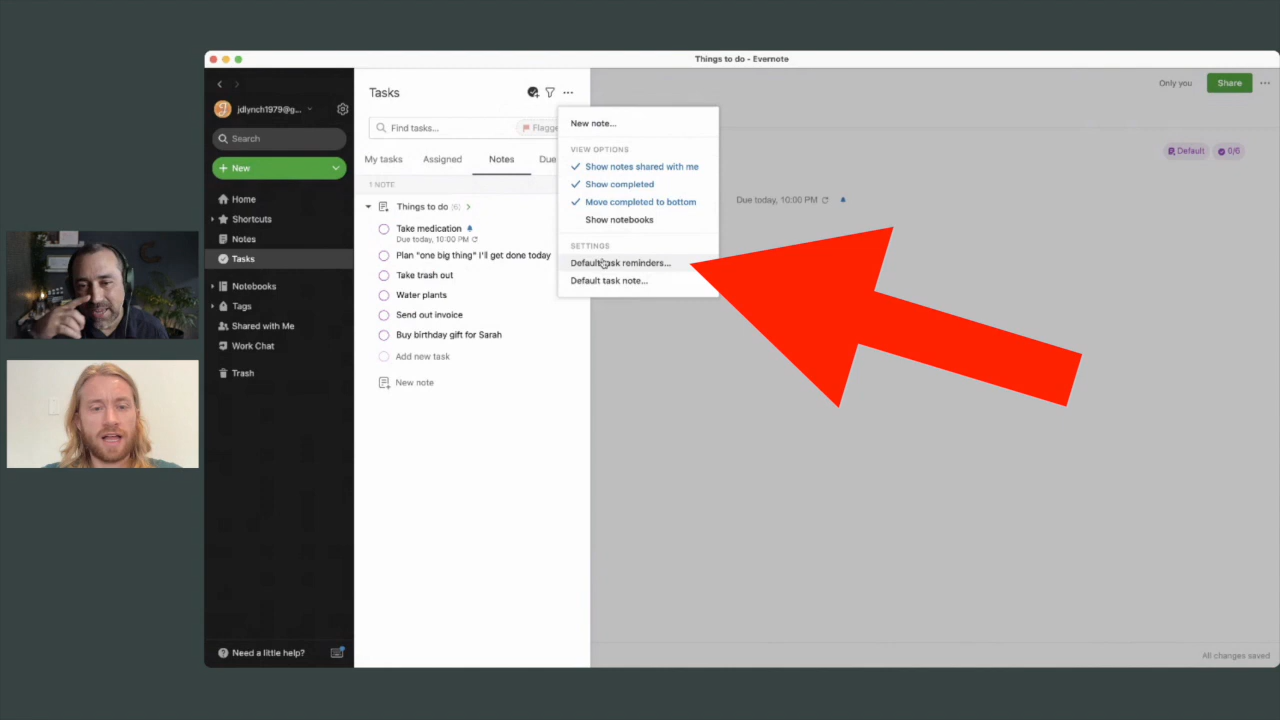 Things to do - Evernote
jdlynch1979@g...
Search
New
Home
Shortcuts
Notes
Tasks
Notebooks
Tags
Shared with Me
Work Chat
Trash
Need a little help?
Tasks
Find tasks...
Flagge
My tasks
Assigned
Notes
Due
1 NOTE
Things to do (6)
Take medication
Due today, 10:00 PM
Plan "one big thing" I'll get done today
Take trash out
Water plants
Send out invoice
Buy birthday gift for Sarah
Add new task
New note
New note...
VIEW OPTIONS
Show notes shared with me
Show completed
Move completed to bottom
Show notebooks
SETTINGS
Default task reminders...
Default task note...
Only you
Share
...
Default
0/6
Due today, 10:00 PM
All changes saved